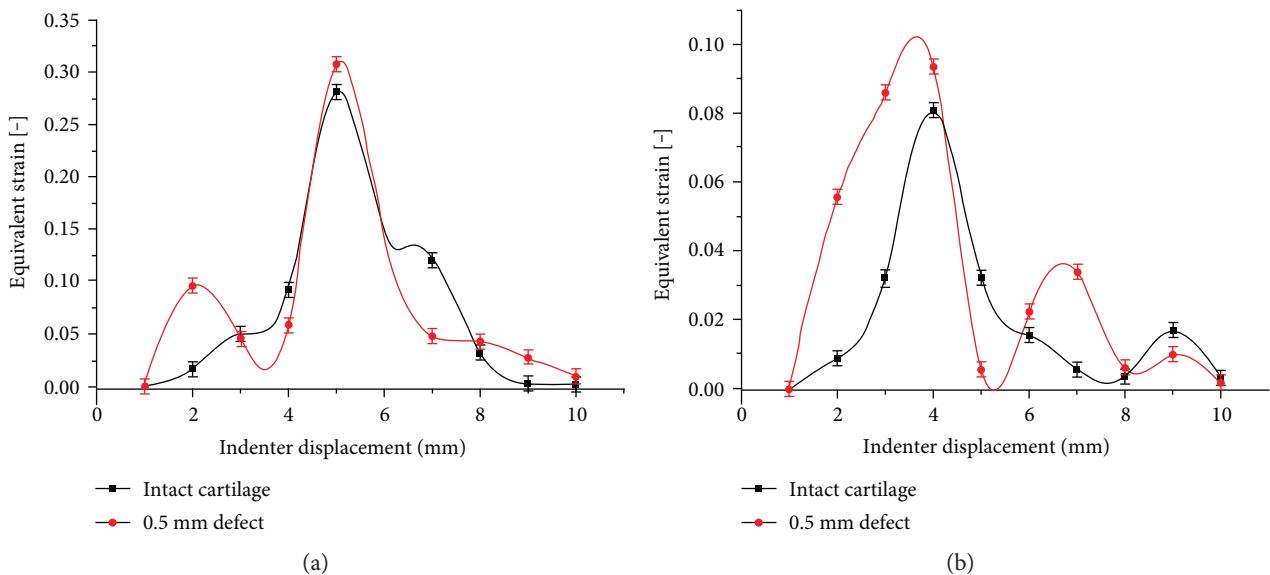 0.35
0.30
0.25
0.20
0.15
0.10
0.05
0.00
Equivalent strain [-]
0
2
4
6
8
10
Indenter displacement (mm)
Intact cartilage
0.5 mm defect
(a)
0.10
0.08
0.06
0.04
0.02
0.00
Equivalent strain [-]
0
2
4
6
8
10
Indenter displacement (mm)
Intact cartilage
0.5 mm defect
(b)